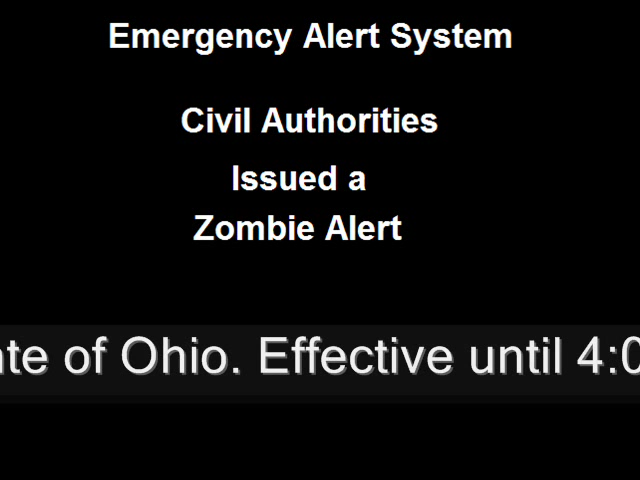 Emergency Alert System
Civil Authorities
Issued a
Zombie Alert
of Ohio. Effective until